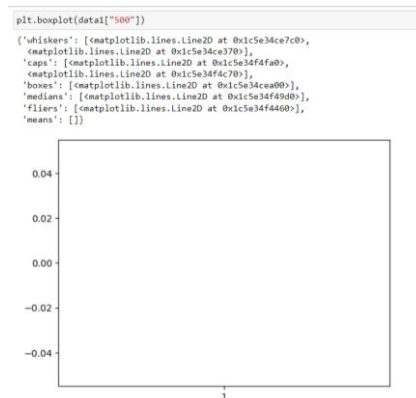 plt.boxplot(data1["500"])
{'whiskers': [<matplotlib.lines.Line2D at 0x1c5e34ce7c0>,
<matplotlib.lines.Line2D at 0x1c5e34ce370>],
'caps': [<matplotlib.lines.Line2D at 0x1c5e34f4fa0>,
<matplotlib.lines.Line2D at 0x1c5e34f4c70>],
'boxes': [<matplotlib.lines.Line2D at 0x1c5e34cea00>],
'medians': [<matplotlib.lines.Line2D at 0x1c5e34f49d0>],
'fliers': [<matplotlib.lines.Line2D at 0x1c5e34f4460>],
'means': []}
0.04
0.02
0.00
−0.02
−0.04
1